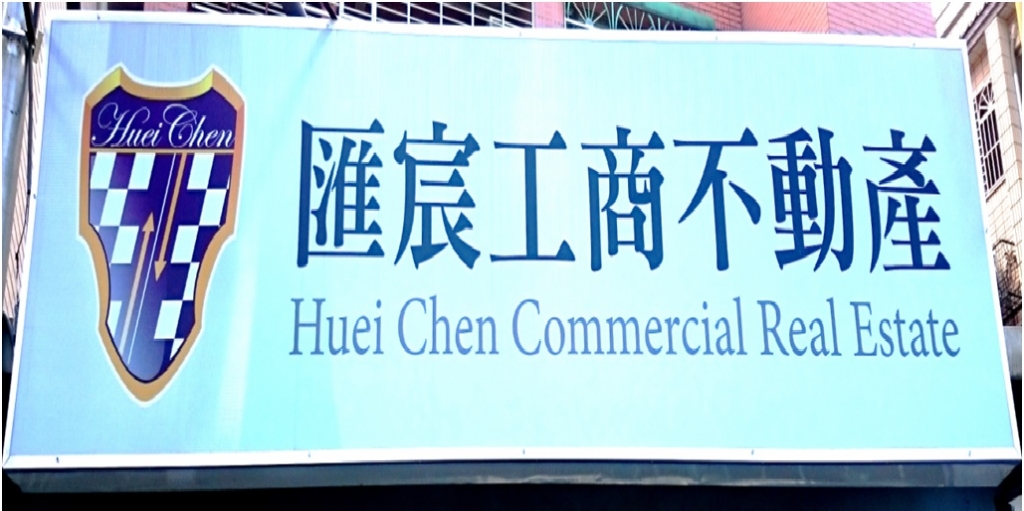 Huei Chen
匯宸工商不動產
Huei Chen Commercial Real Estate